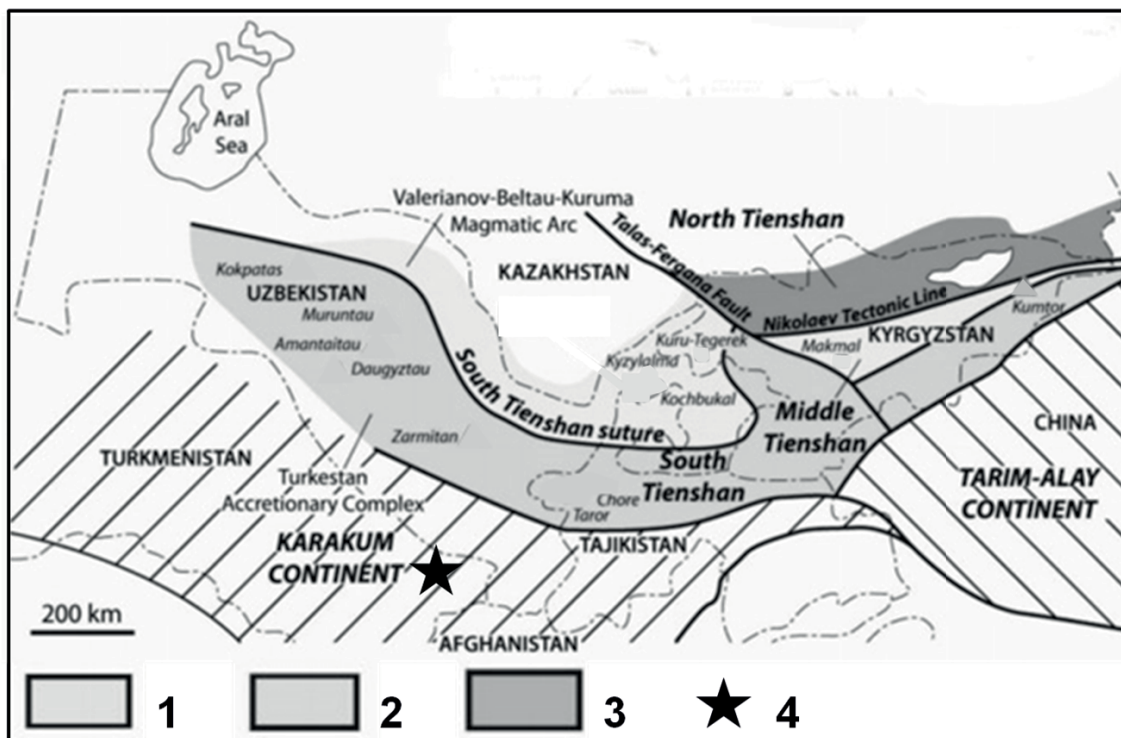 Aral
Sea
Valerianov-Beltau-Kuruma
Magmatic Arc
Talas-Fergana Fault
North Tienshan
KAZAKHSTAN
Kokpatas
UZBEKISTAN
Muruntau
Nikolaev Tectonic Line
Kumtor
Amantaitau
Kuru-Tegerek
Makmal
KYRGYZSTAN
Daugyztau
Kochbukal
South Tienshan suture
Middle
Tienshan
CHINA
Zarmitan
TURKMENISTAN
South
Tienshan
TARIM-ALAY
CONTINENT
Turkestan
Accretionary Complex
Chore
Taror
KARAKUM
CONTINENT
TAJIKISTAN
200 km
AFGHANISTAN
1
2
3
4